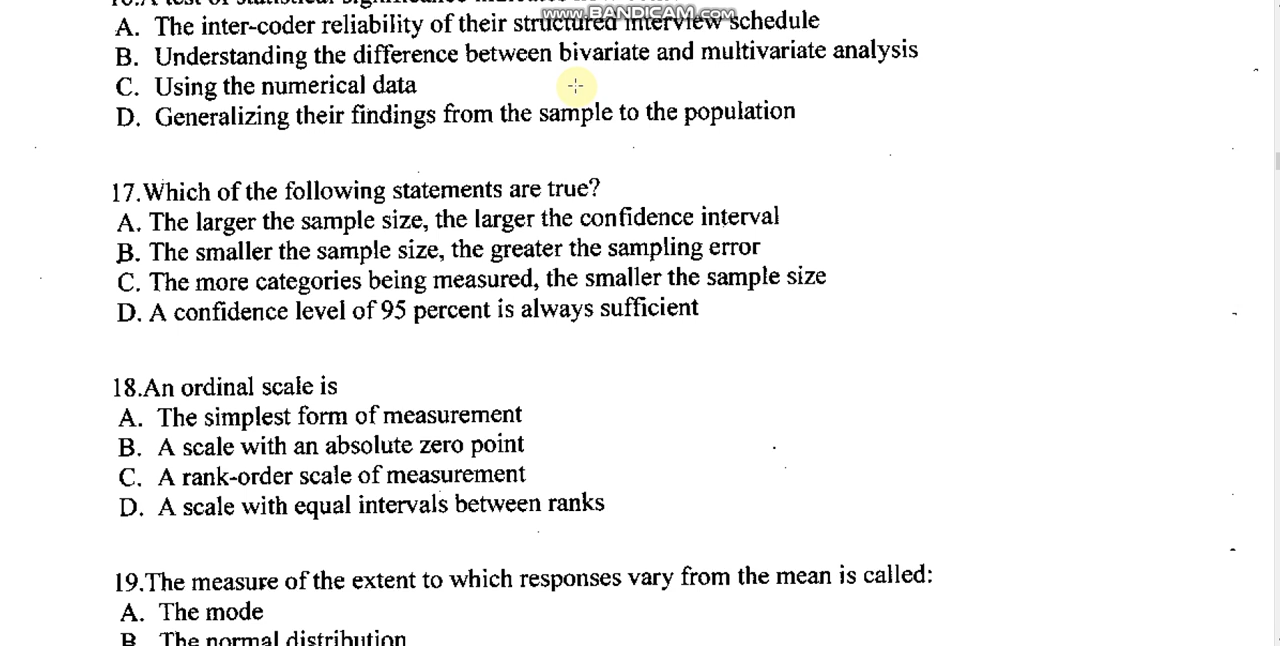 www.BANDICAM.com
A. The inter-coder reliability of their structured interview schedule
B. Understanding the difference between bivariate and multivariate analysis
C. Using the numerical data
D. Generalizing their findings from the sample to the population
17.Which of the following statements are true?
A. The larger the sample size, the larger the confidence interval
B. The smaller the sample size, the greater the sampling error
C. The more categories being measured, the smaller the sample size
D. A confidence level of 95 percent is always sufficient
18.An ordinal scale is
A. The simplest form of measurement
B. A scale with an absolute zero point
C. A rank-order scale of measurement
D. A scale with equal intervals between ranks
19.The measure of the extent to which responses vary from the mean is called:
A. The mode
B The normal distribution